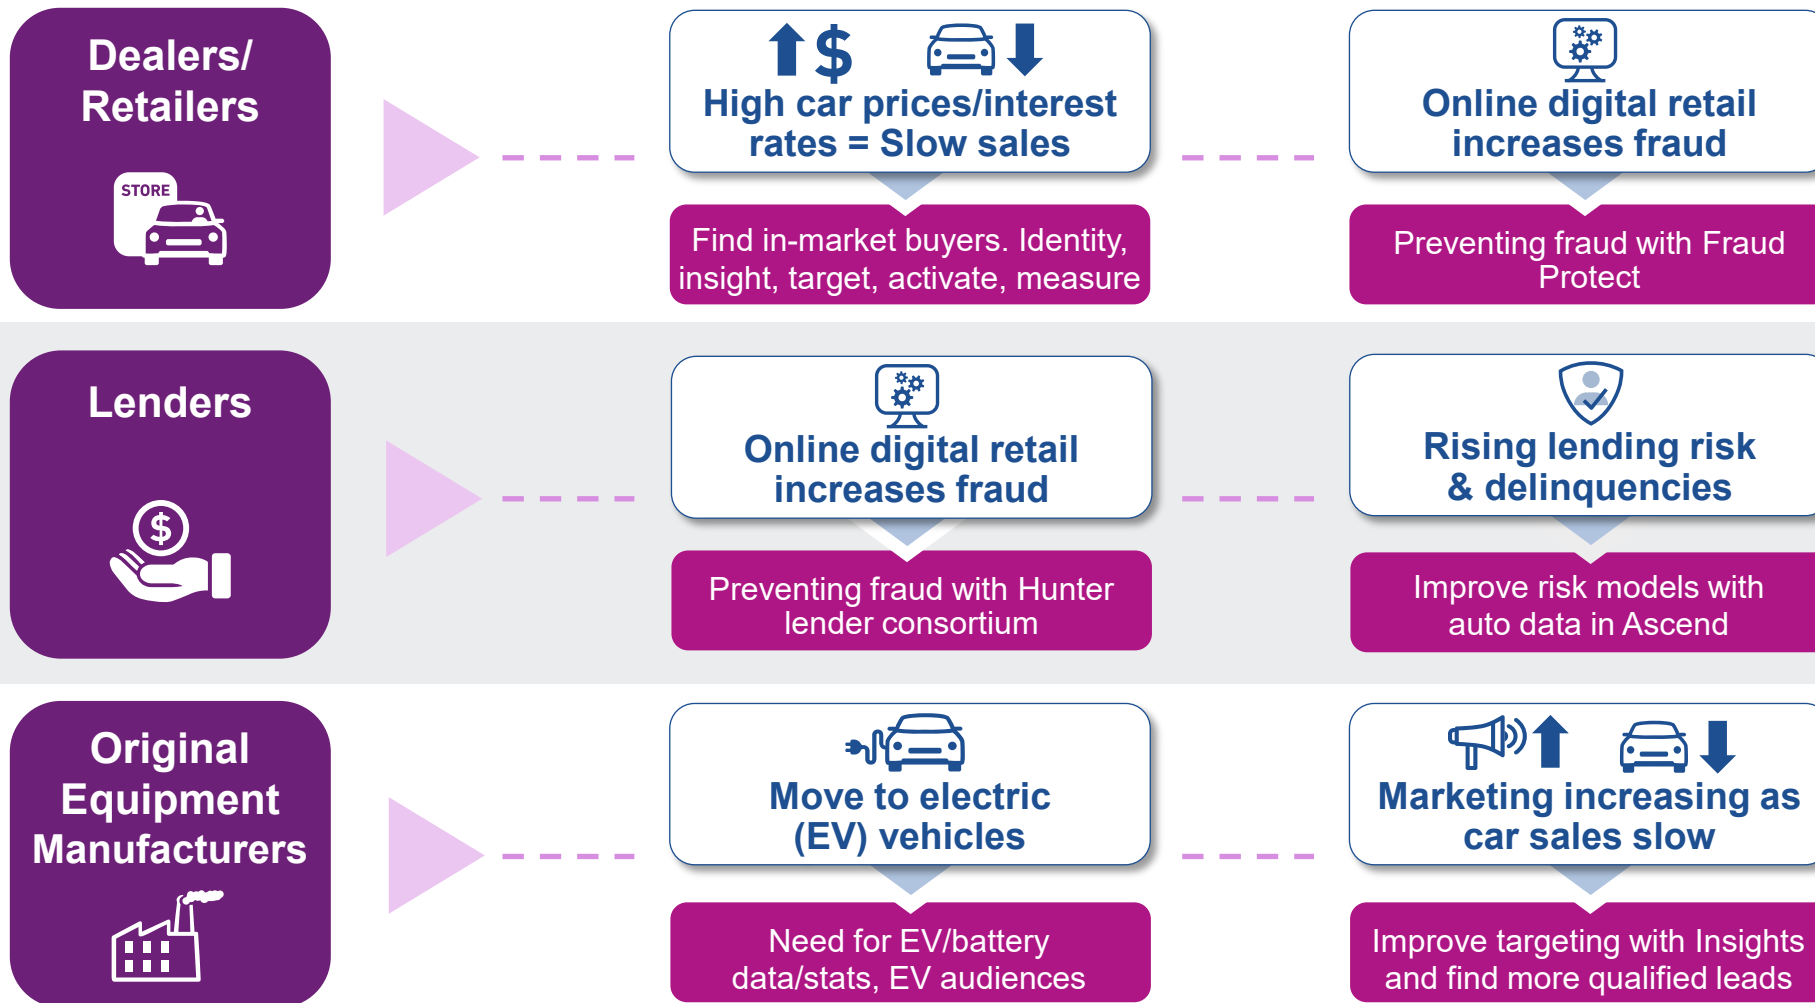 Dealers/
Retailers
STORE
High car prices/interest
rates = Slow sales
Find in-market buyers. Identity,
insight, target, activate, measure
Online digital retail
increases fraud
Preventing fraud with Fraud
Protect
Lenders
$
Online digital retail
increases fraud
Preventing fraud with Hunter
lender consortium
Rising lending risk
& delinquencies
Improve risk models with
auto data in Ascend
Original
Equipment
Manufacturers
Move to electric
(EV) vehicles
Need for EV/battery
data/stats, EV audiences
Marketing increasing as
car sales slow
Improve targeting with Insights
and find more qualified leads